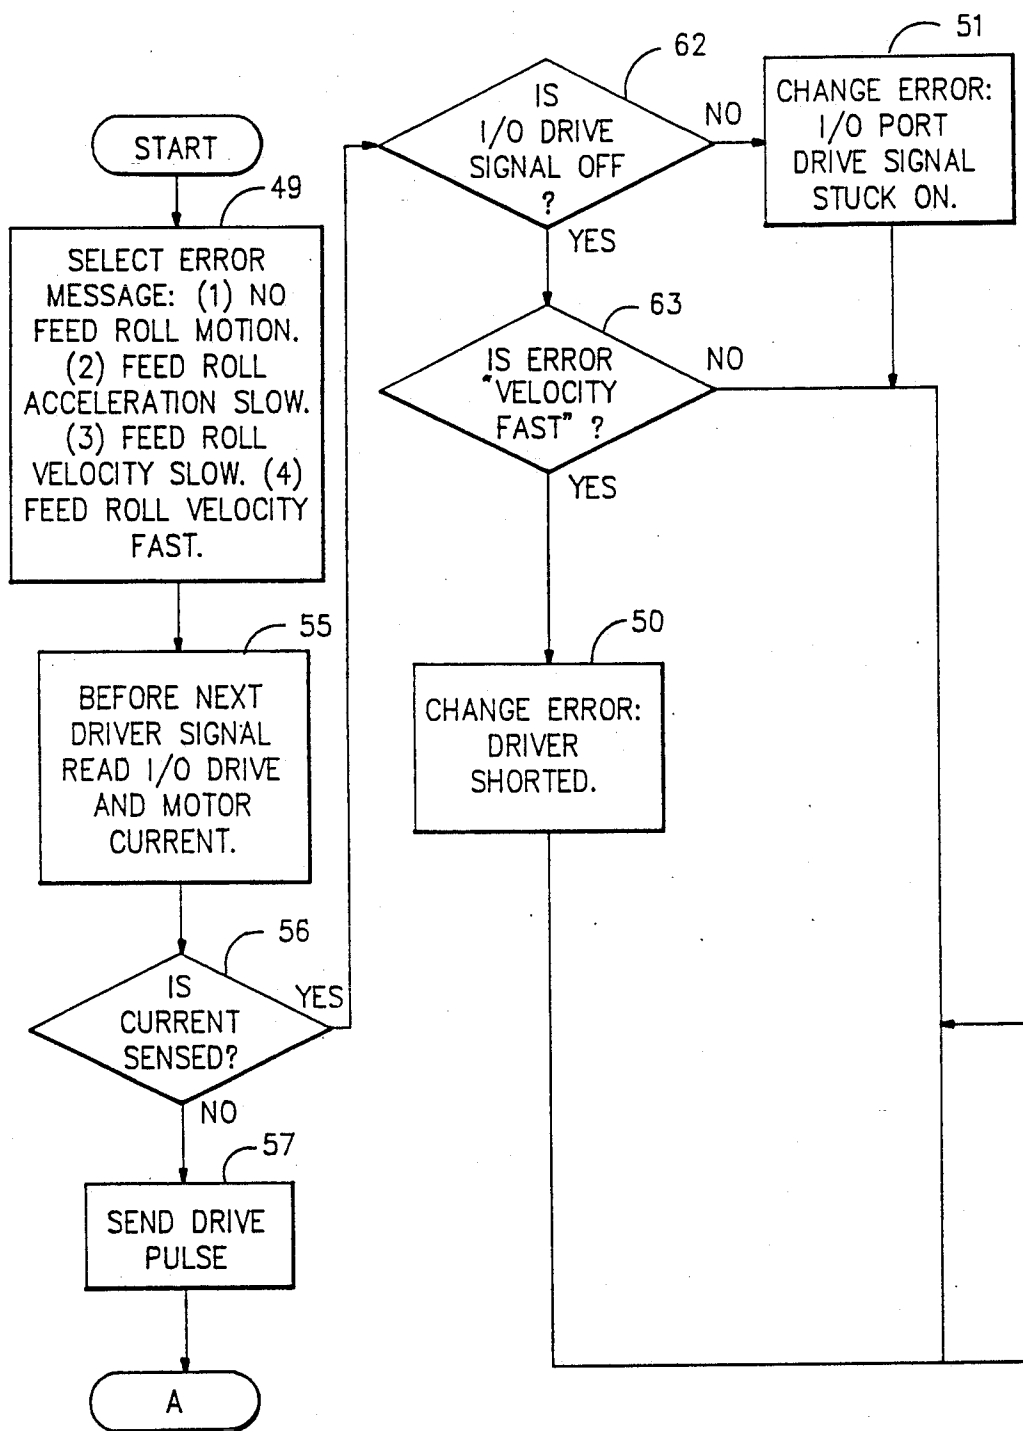 START
49
SELECT ERROR
MESSAGE: (1) NO
FEED ROLL MOTION.
(2) FEED ROLL
ACCELERATION SLOW.
(3) FEED ROLL
VELOCITY SLOW. (4)
FEED ROLL VELOCITY
FAST.
55
BEFORE NEXT
DRIVER SIGNAL
READ I/O DRIVE
AND MOTOR
CURRENT.
56
IS
CURRENT
SENSED?
YES
NO
57
SEND DRIVE
PULSE
A
62
IS
I/O DRIVE
SIGNAL OFF
?
NO
YES
51
CHANGE ERROR:
I/O PORT
DRIVE SIGNAL
STUCK ON.
63
IS ERROR
"VELOCITY
FAST" ?
NO
YES
50
CHANGE ERROR:
DRIVER
SHORTED.